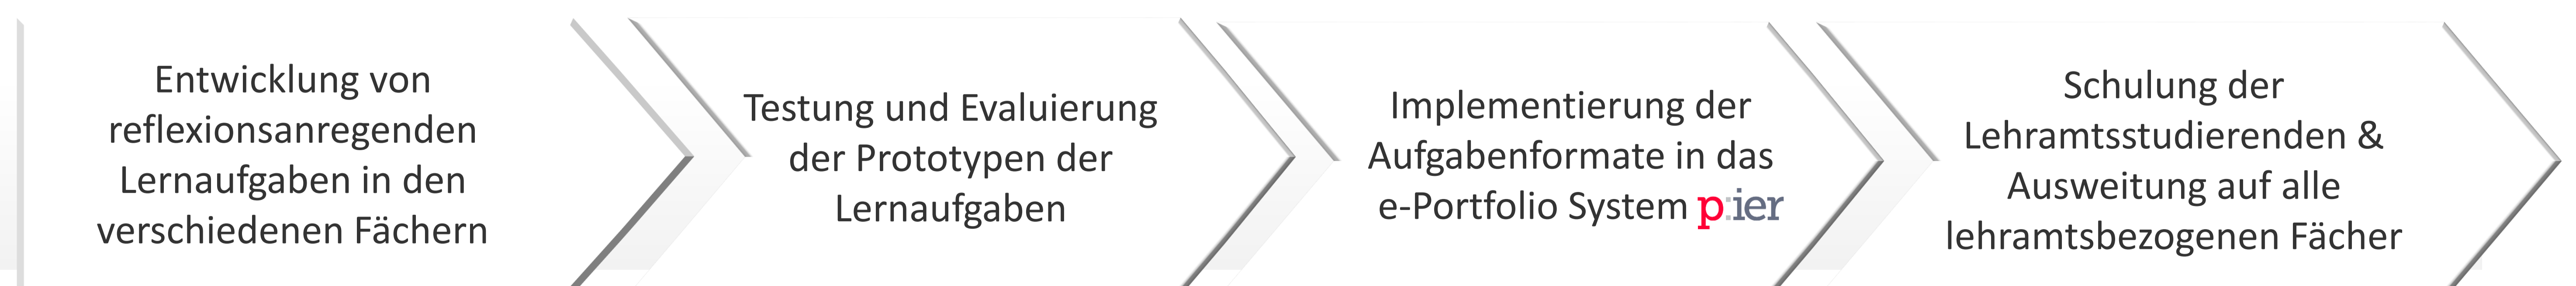 Entwicklung von
reflexionsanregenden
Lernaufgaben in den
verschiedenen Fächern
Testung und Evaluierung
der Prototypen der
Lernaufgaben
Implementierung der
Aufgabenformate in das
e-Portfolio System p:ier
Schulung der
Lehramtsstudierenden &
Ausweitung auf alle
lehramtsbezogenen Fächer